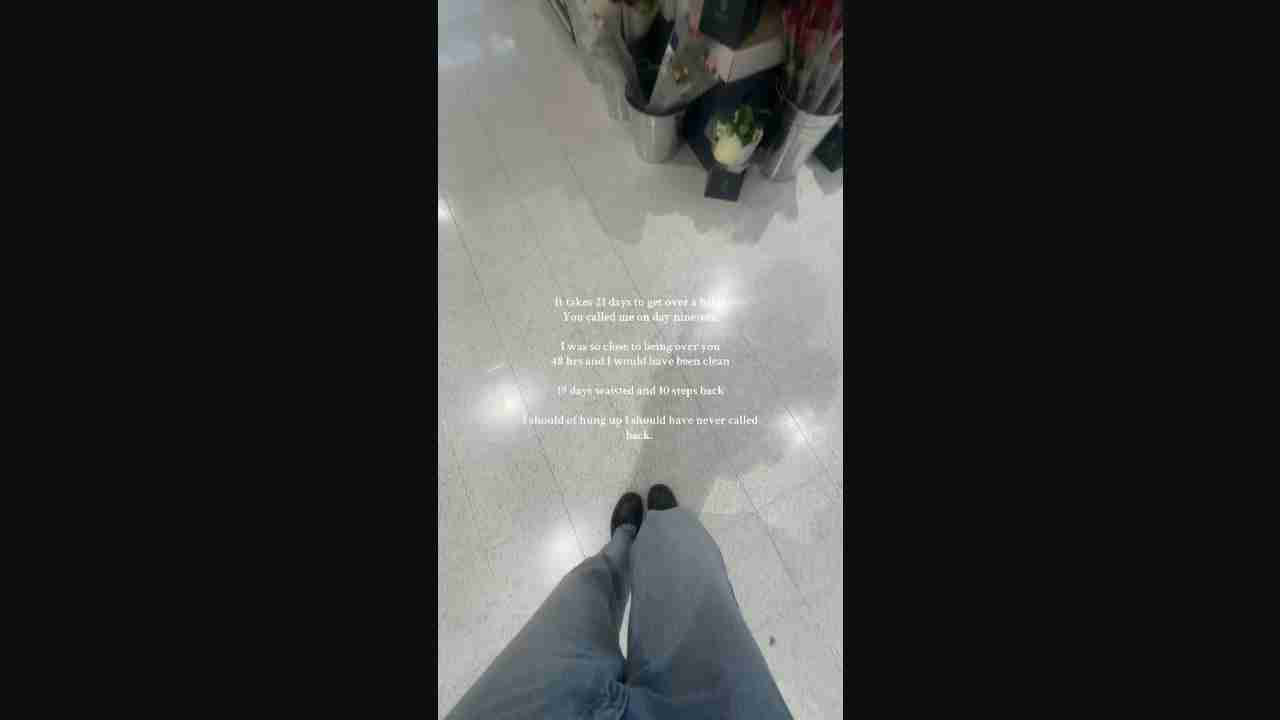 It takes 21 days to get over a habit
You called me on day nineteen.
I was so close to being over you
48 hrs and I would have been clean
19 days waisted and 10 steps back
I should of hung up I should have never called
back.